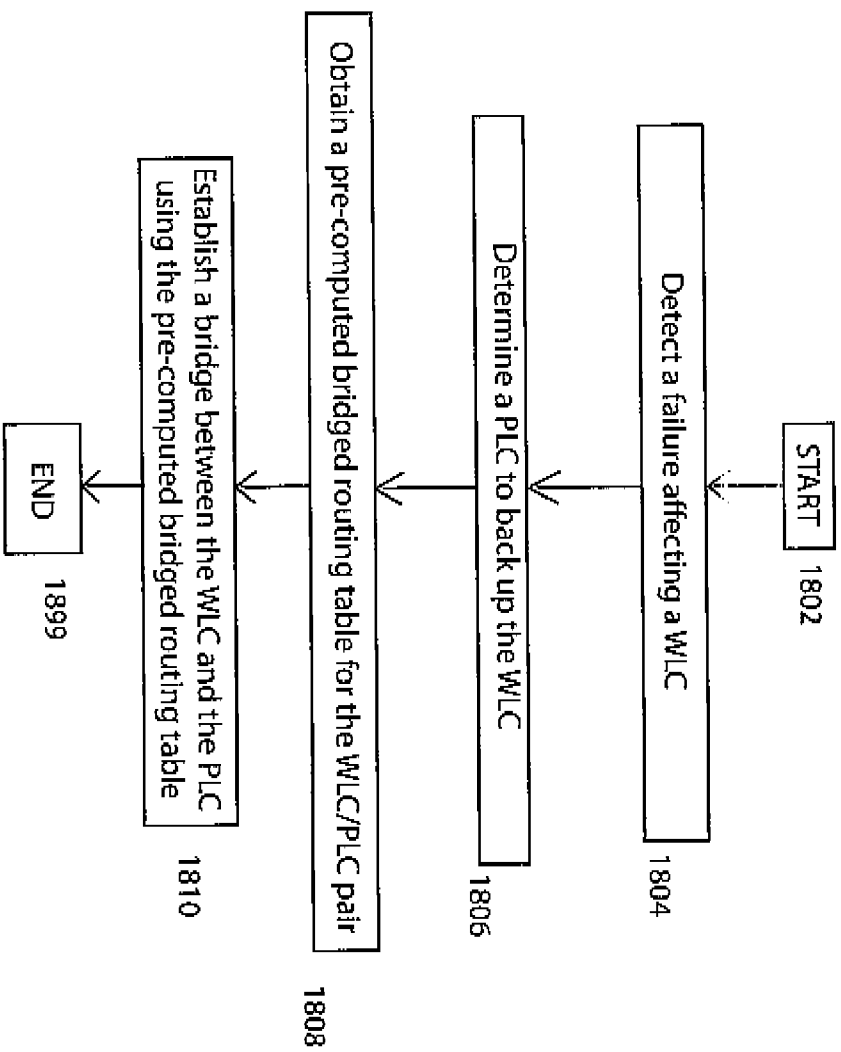 START
1802
Detect a failure affecting a WLC
1804
Determine a PLC to back up the WLC
1806
Obtain a pre-computed bridged routing table for the WLC/PLC pair
1808
Establish a bridge between the WLC and the PLC
using the pre-computed bridged routing table
1810
END
1899